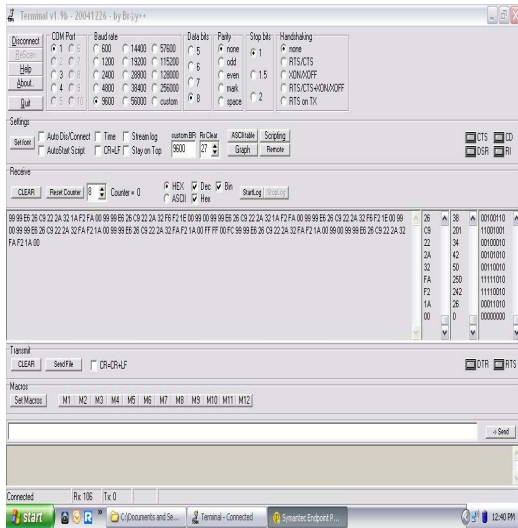 Terminal v1.9b - 20041226 - by Br@y++
Disconnect
ReScan
Help
About..
Quit
COM Port
1 6
2 7
3 8
4 9
5 10
Baud rate
600 14400 57600
1200 19200 115200
2400 28800 128000
4800 38400 256000
9600 56000 custom
Data bits
5
6
7
8
Parity
none
odd
even
mark
space
Stop bits
1
1.5
2
Handshaking
none
RTS/CTS
XON/XOFF
RTS/CTS+XON/XOFF
RTS on TX
Settings
Set font
Auto Dis/Connect Time Stream log
AutoStart Script CR=LF Stay on Top
custom BR Rx Clear
9600 27
ASCII table Scripting
Graph Remote
CTS CD
DSR RI
Receive
CLEAR Reset Counter 8 Counter = 0
HEX Dec Bin
ASCII Hex
StartLog StopLog
99 99 E6 26 C9 22 2A 32 1A F2 FA 00 99 99 E6 26 C9 22 2A 32 F6 F2 1E 00 99 00 99 99 E6 26 C9 22 2A 32 1A F2 FA 00 99 99 E6 26 C9 22 2A 32 F6 F2 1E 00 99
00 99 99 E6 26 C9 22 2A 32 FA F2 1A 00 99 99 E6 26 C9 22 2A 32 FA F2 1A 00 FF FF 00 FC 99 99 E6 26 C9 22 2A 32 FA F2 1A 00 99 00 99 99 E6 26 C9 22 2A 32
FA F2 1A 00
26 38 00100110
C9 201 11001001
22 34 00100010
2A 42 00101010
32 50 00110010
FA 250 11111010
F2 242 11110010
1A 26 00011010
00 0 00000000
Transmit
CLEAR Send File CR=CR+LF
DTR RTS
Macros
Set Macros M1 M2 M3 M4 M5 M6 M7 M8 M9 M10 M11 M12
-> Send
Connected Rx: 106 Tx: 0
start
C:\Documents and Se...
Terminal - Connected
Symantec Endpoint P...
12:40 PM